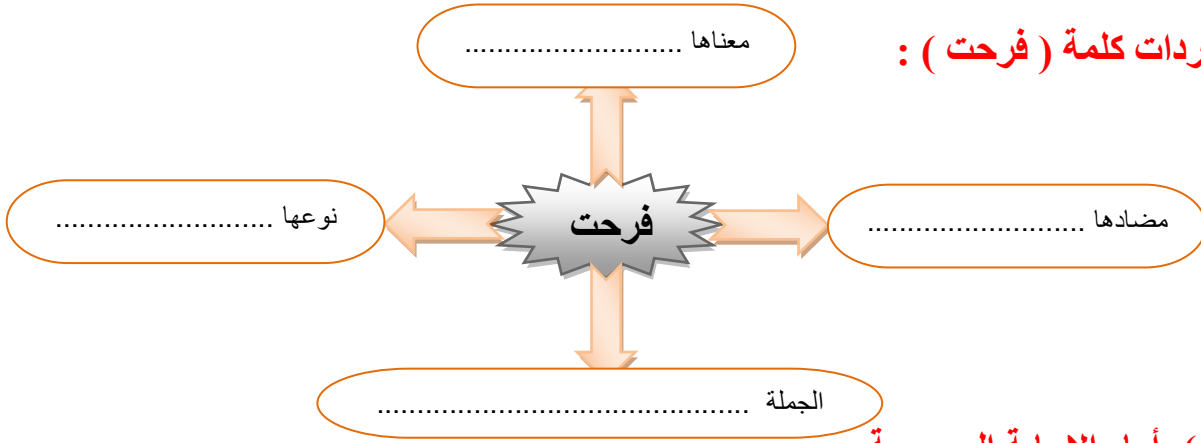 معناها ...........................
ردات كلمة ( فرحت ) :
نوعها ...........................
فرحت
مضادها ...........................
الجملة ...............................................